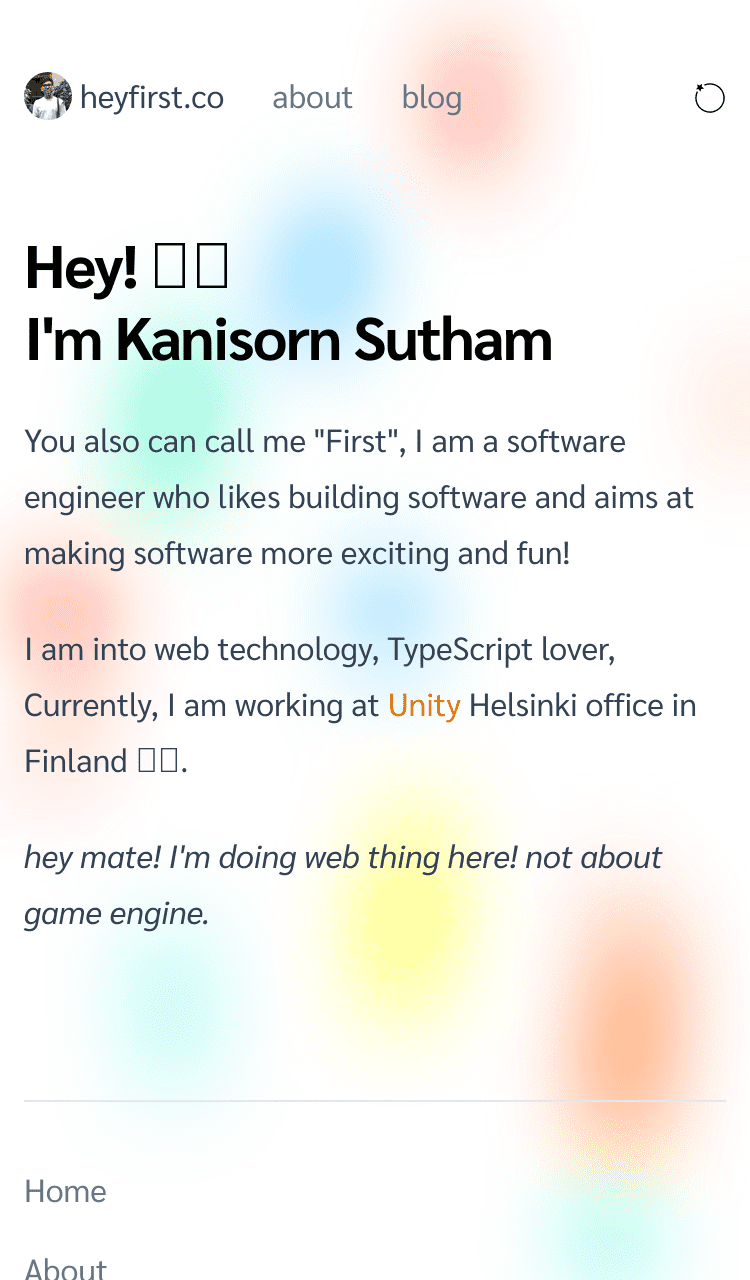 heyfirst.co about blog
Hey! 
I'm Kanisorn Sutham
You also can call me "First", I am a software
engineer who likes building software and aims at
making software more exciting and fun!
I am into web technology, TypeScript lover,
Currently, I am working at Unity Helsinki office in
Finland .
hey mate! I'm doing web thing here! not about
game engine.
Home
About